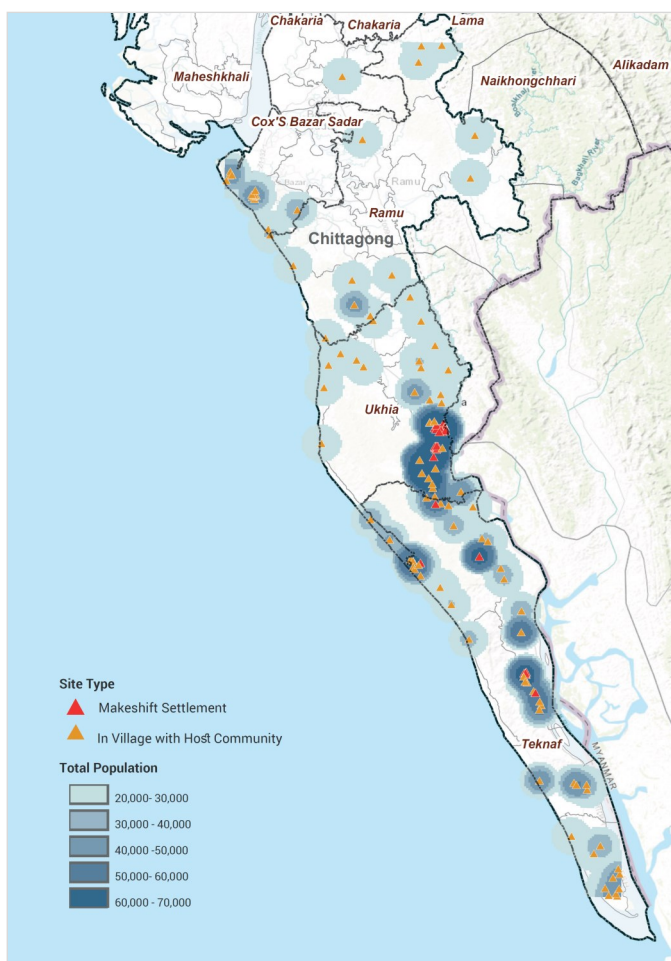 Chakaria
Chakaria
Lama
Alikadam
Maheshkhali
Naikhongchhari
Cox'S Bazar Sadar
Bagkhali River
Ramu
Ramu
Chittagong
a
Ukhia
Site Type
Makeshift Settlement
In Village with Host Community
Teknaf
MYANMAR
Total Population
20,000- 30,000
30,000 - 40,000
40,000 -50,000
50,000- 60,000
60,000 - 70,000